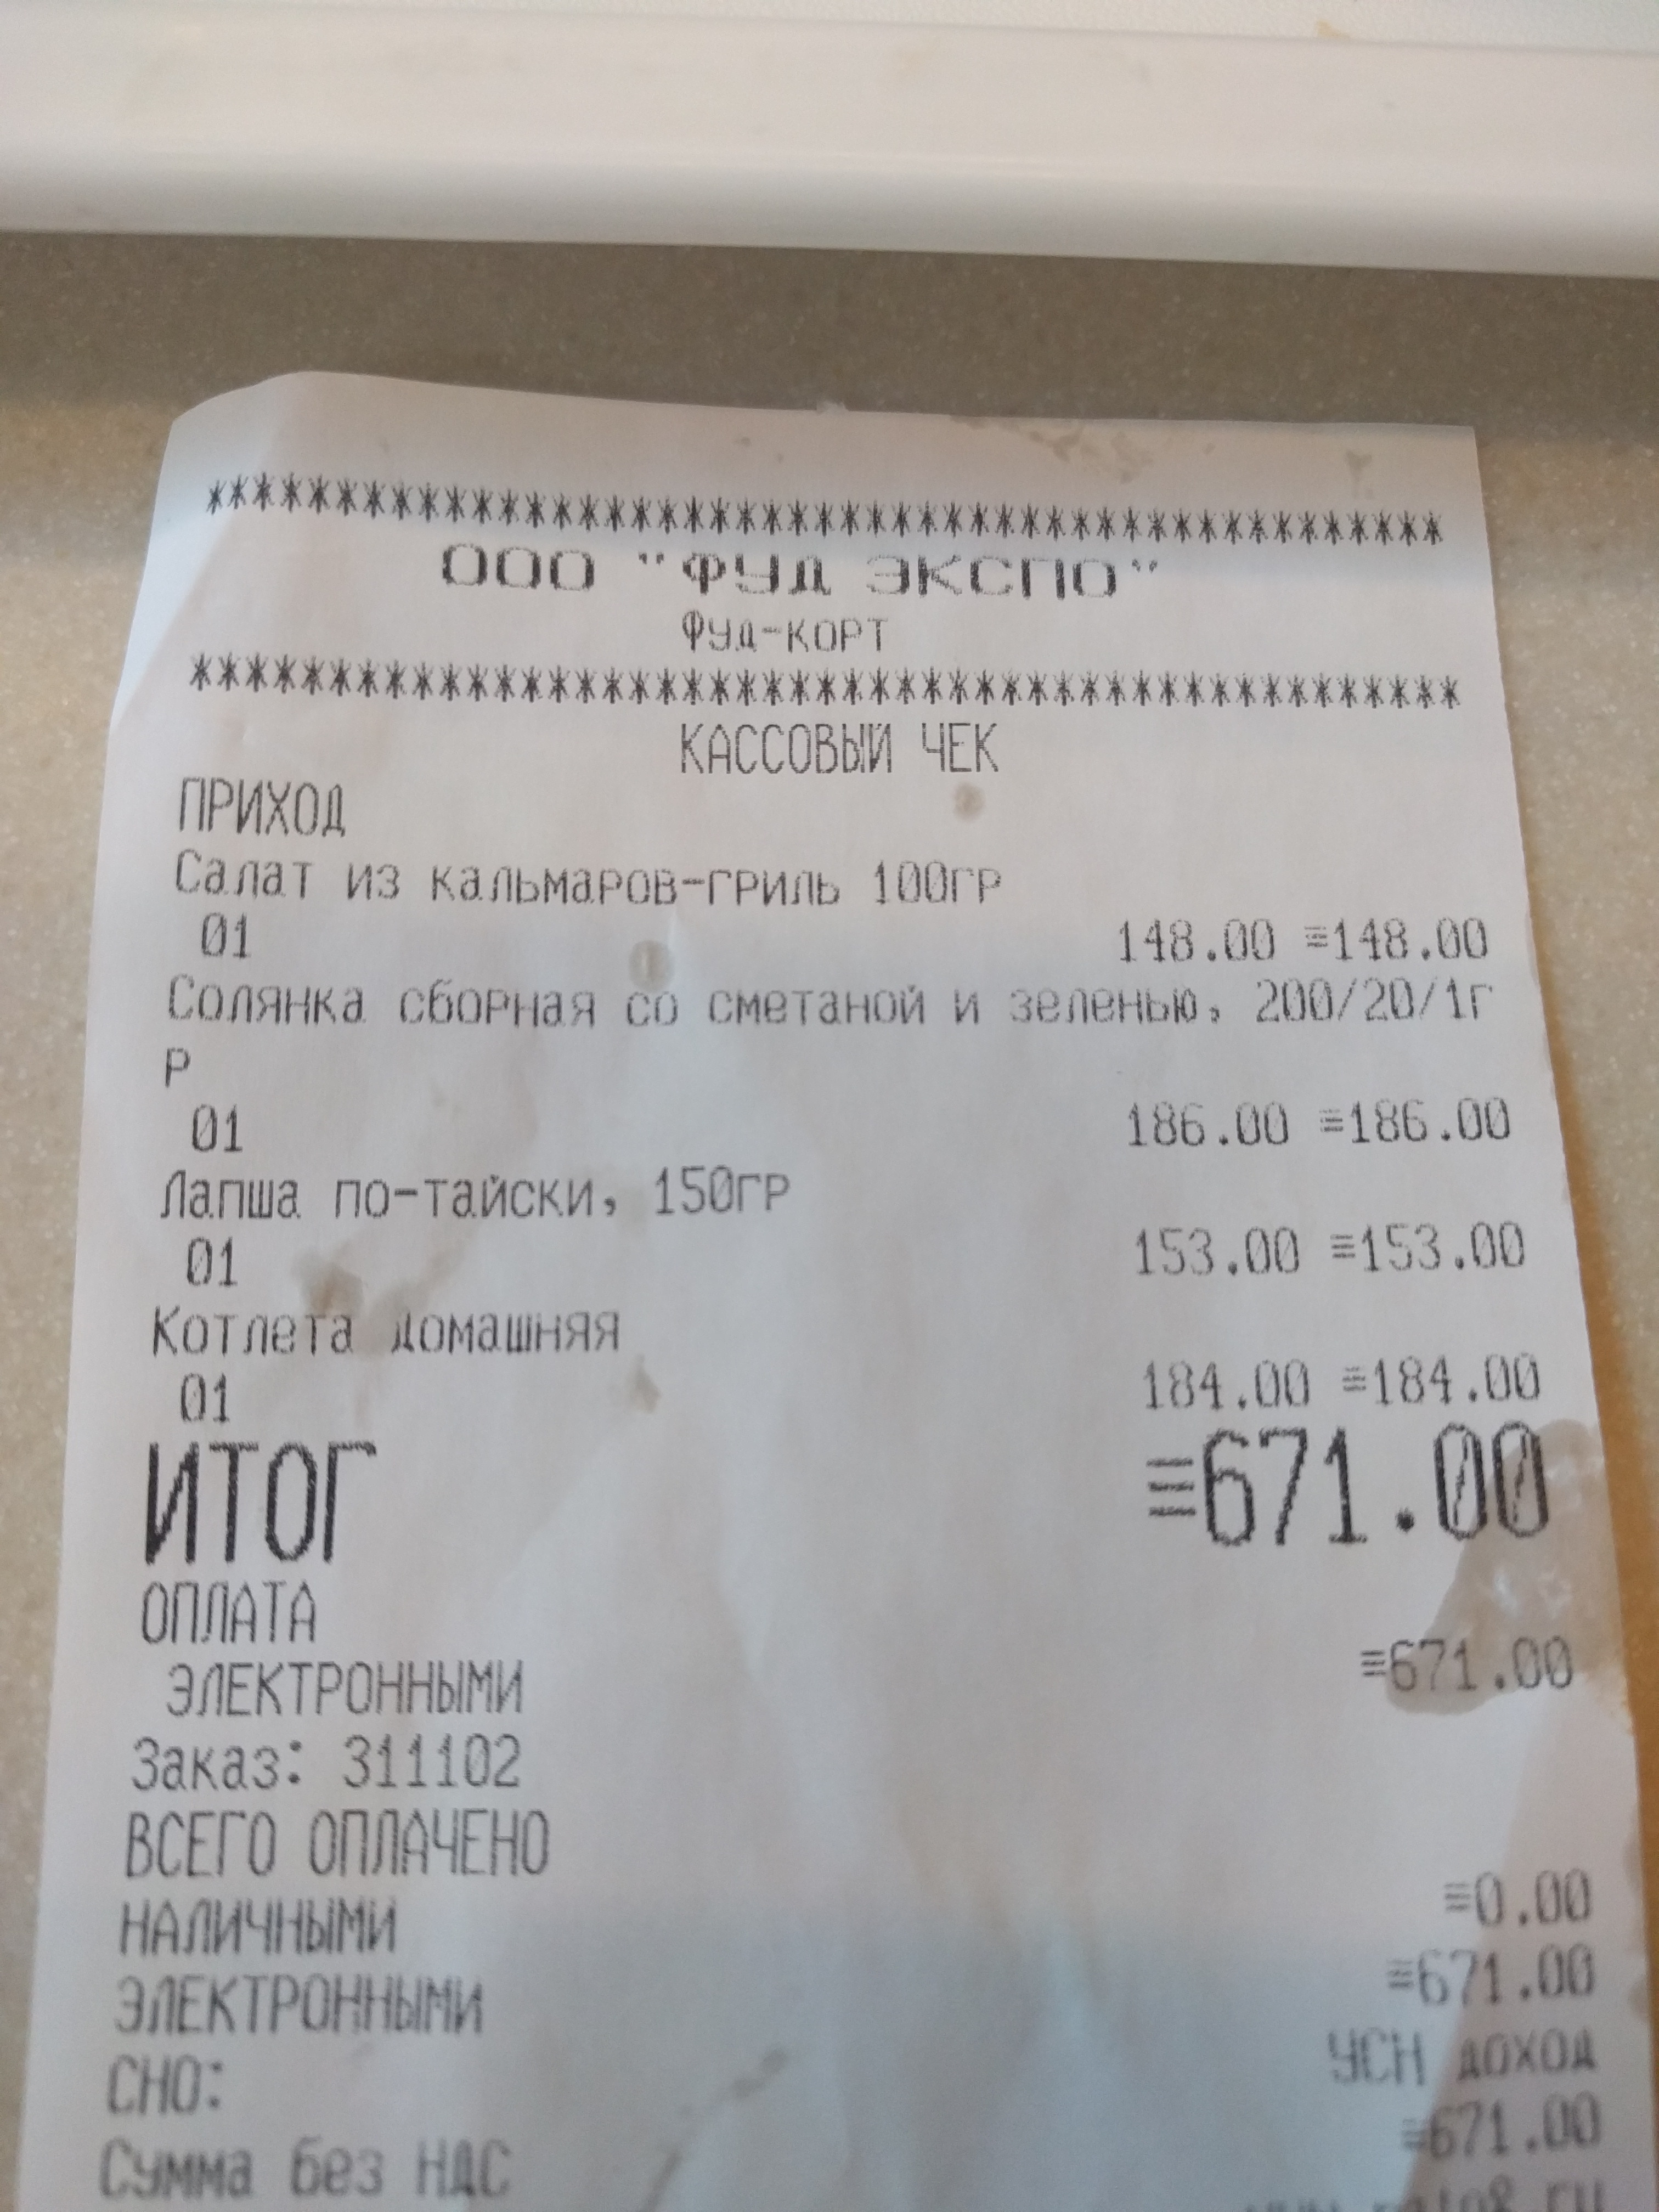 ******************************************
ООО "ФУД ЭКСПО"
Фуд-корт
******************************************
КАССОВЫЙ ЧЕК
ПРИХОД
Салат из кальмаров-гриль 100гр
01 148.00 ≡148.00
Солянка сборная со сметаной и зеленью, 200/20/1г
р
01 186.00 ≡186.00
Лапша по-тайски, 150гр
01 153.00 ≡153.00
Котлета домашняя
01 184.00 ≡184.00
ИТОГ ≡671.00
ОПЛАТА
ЭЛЕКТРОННЫМИ ≡671.00
Заказ: 311102
ВСЕГО ОПЛАЧЕНО
НАЛИЧНЫМИ ≡0.00
ЭЛЕКТРОННЫМИ ≡671.00
СНО: УСН доход
Сумма без НДС ≡671.00